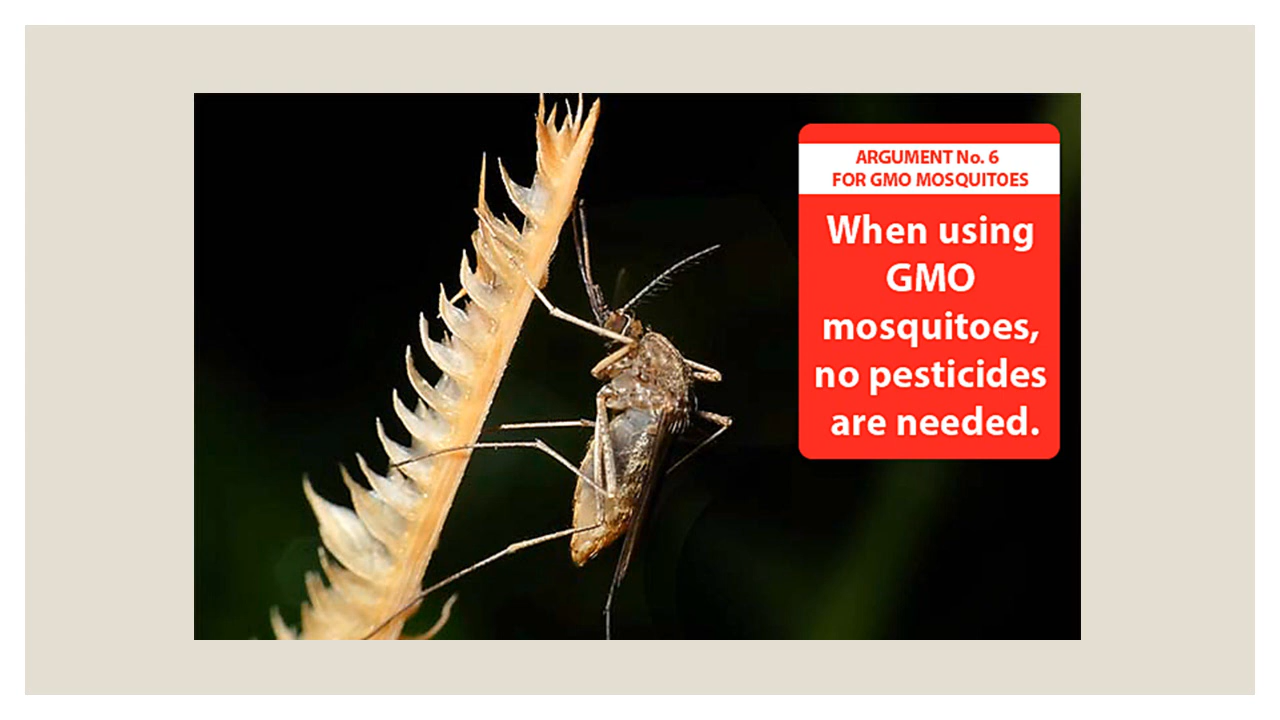 ARGUMENT No. 6
FOR GMO MOSQUITOES
When using
GMO
mosquitoes,
no pesticides
are needed.